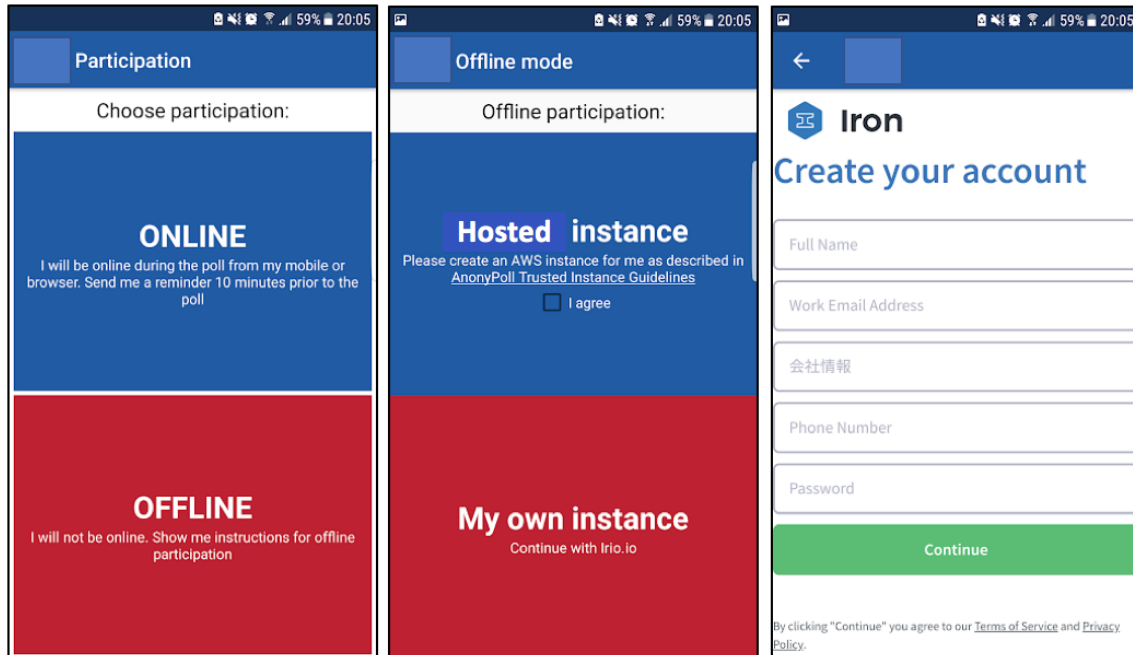 59% 20:05
Participation
Choose participation:
ONLINE
I will be online during the poll from my mobile or
browser. Send me a reminder 10 minutes prior to the
poll
OFFLINE
I will not be online. Show me instructions for offline
participation
59% 20:05
Offline mode
Offline participation:
Hosted instance
Please create an AWS instance for me as described in
AnonyPoll Trusted Instance Guidelines
I agree
My own instance
Continue with Irio.io
59% 20:05
Iron
Create your account
Full Name
Work Email Address
会社情報
Phone Number
Password
Continue
By clicking "Continue" you agree to our Terms of Service and Privacy
Policy.